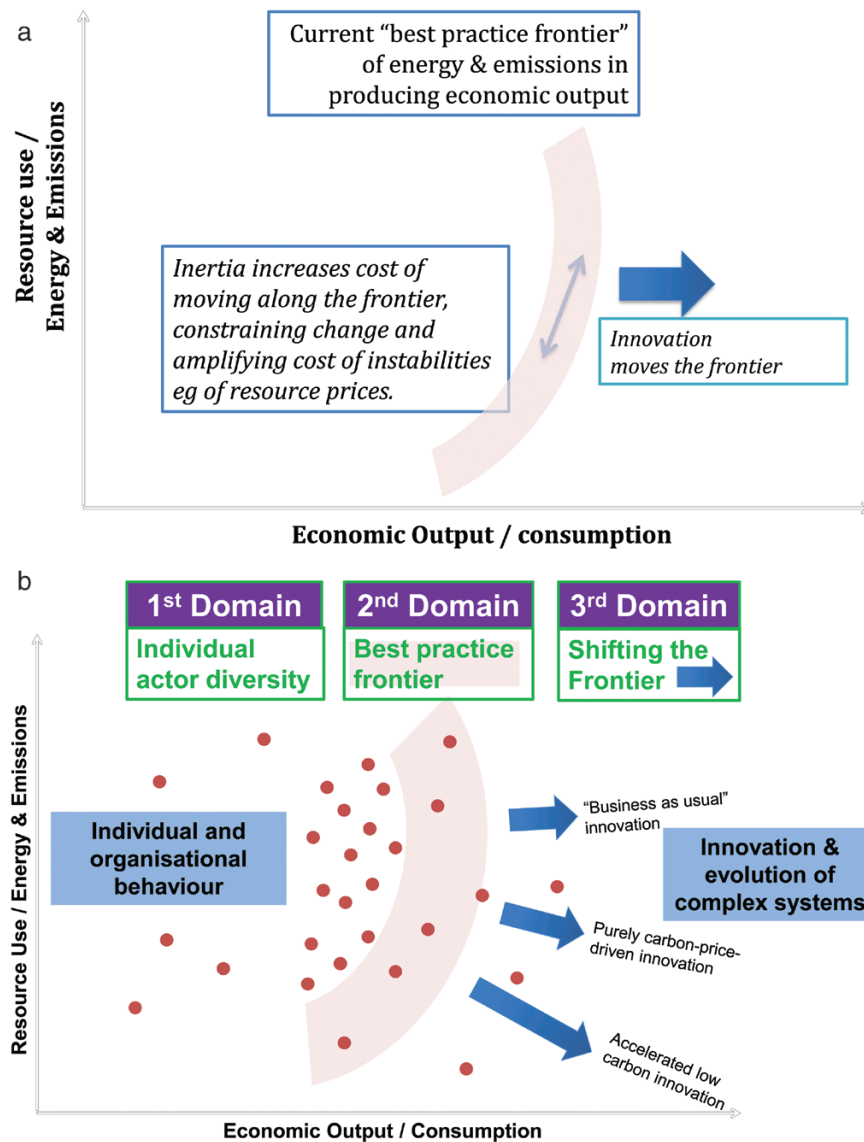 a
Current “best practice frontier”
of energy & emissions in
producing economic output
Resource use /
Energy & Emissions
Inertia increases cost of
moving along the frontier,
constraining change and
amplifying cost of instabilities
eg of resource prices.
Innovation
moves the frontier
Economic Output / consumption
b
1st Domain
Individual
actor diversity
2nd Domain
Best practice
frontier
3rd Domain
Shifting the
Frontier
Resource Use / Energy & Emissions
Individual and
organisational
behaviour
“Business as usual”
innovation
Innovation &
evolution of
complex systems
Purely carbon-price-
driven innovation
Accelerated low
carbon innovation
Economic Output / Consumption